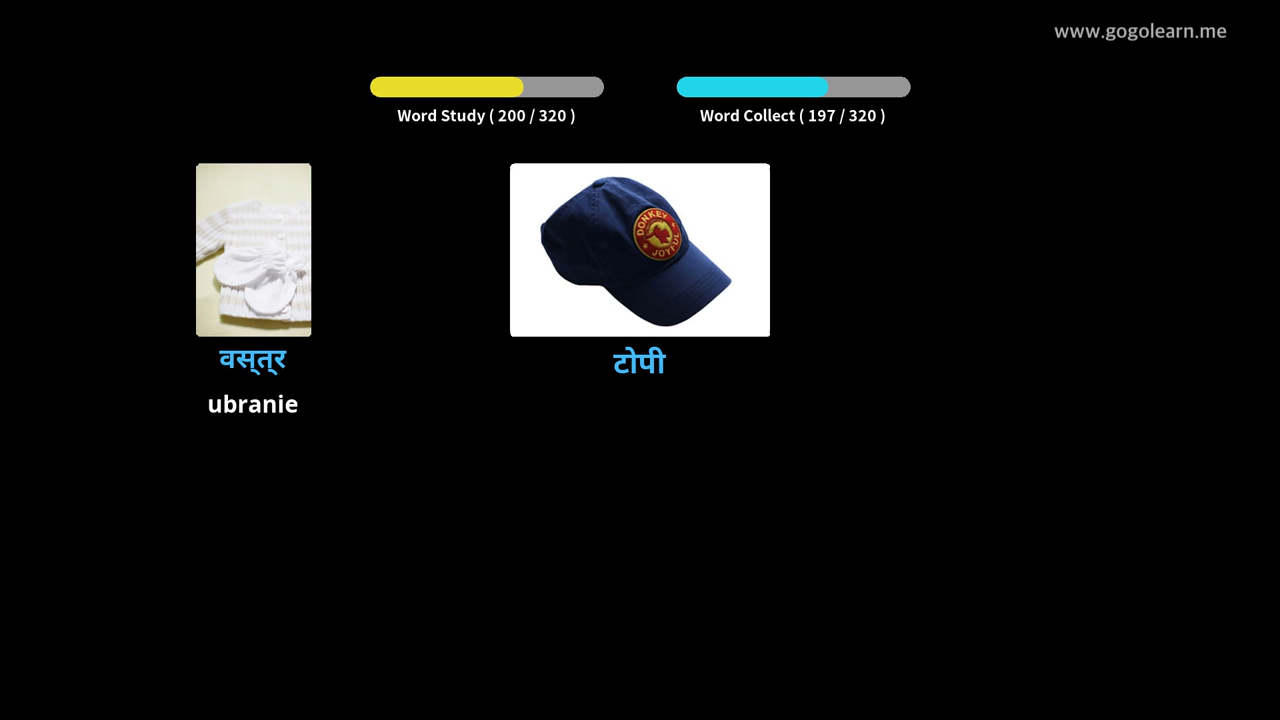 www.gogolearn.me
Word Study ( 200 / 320 )
Word Collect ( 197 / 320 )
DONKEY
JOYFUL
वस्त्र
टोपी
ubranie